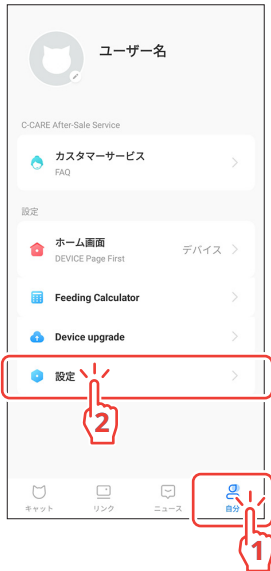 ユーザー名
C-CARE After-Sale Service
カスタマーサービス
FAQ
設定
ホーム画面
DEVICE Page First
デバイス
Feeding Calculator
Device upgrade
設定
2
キャット
リンク
ニュース
自分
1